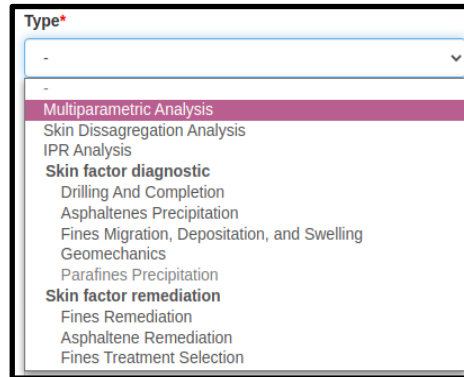 Type*
-
-
Multiparametric Analysis
Skin Dissagregation Analysis
IPR Analysis
Skin factor diagnostic
Drilling And Completion
Asphaltenes Precipitation
Fines Migration, Depositation, and Swelling
Geomechanics
Parafines Precipitation
Skin factor remediation
Fines Remediation
Asphaltene Remediation
Fines Treatment Selection